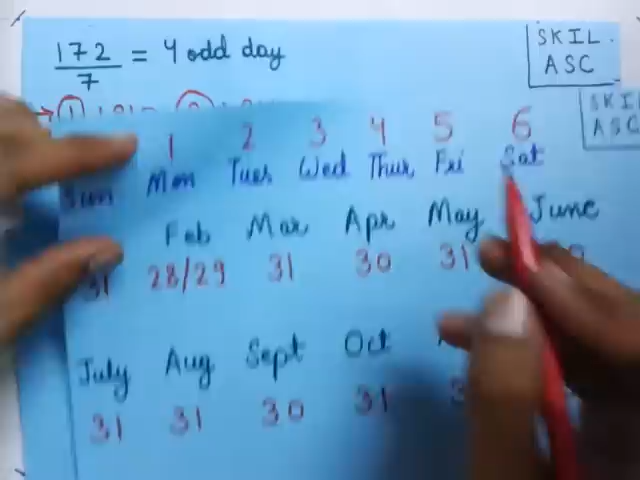 172
7
= 4 odd day
SKIL
ASC
SKI
ASC
1 2 3 4 5 6
Sun Mon Tues Wed Thur Fri Sat
Feb Mar Apr May June
31 28/29 31 30 31
July Aug Sept Oct
31 31 30 31